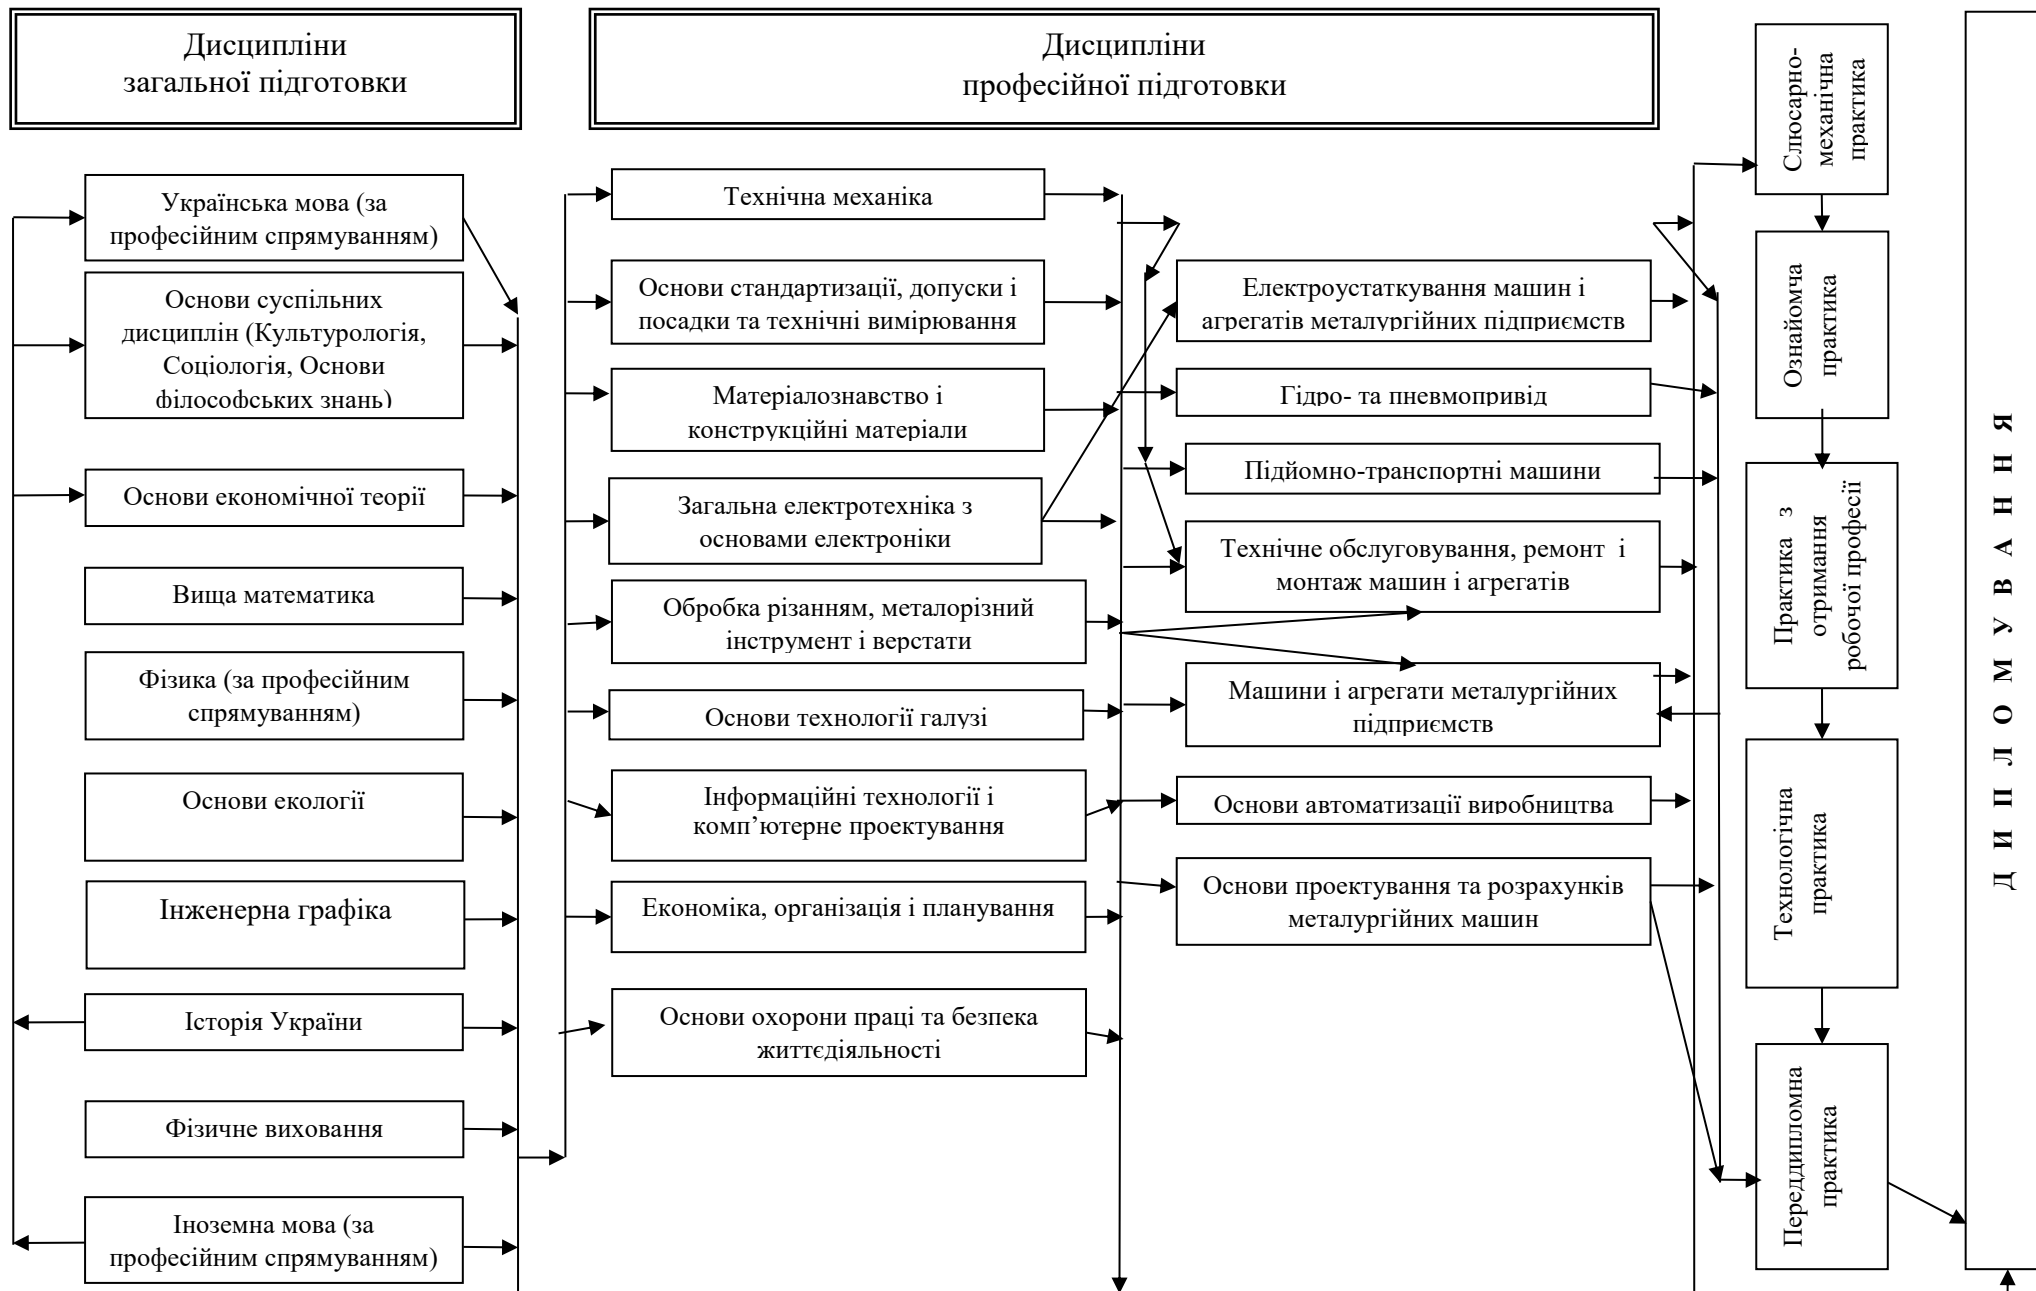 Дисципліни
загальної підготовки
Дисципліни
професійної підготовки
Українська мова (за
професійним спрямуванням)
Основи суспільних
дисциплін (Культурологія,
Соціологія, Основи
філософських знань)
Основи економічної теорії
Вища математика
Фізика (за професійним
спрямуванням)
Основи екології
Інженерна графіка
Історія України
Фізичне виховання
Іноземна мова (за
професійним спрямуванням)
Технічна механіка
Основи стандартизації, допуски і
посадки та технічні вимірювання
Матеріалознавство і
конструкційні матеріали
Загальна електротехніка з
основами електроніки
Обробка різанням, металорізний
інструмент і верстати
Основи технології галузі
Інформаційні технології і
комп’ютерне проектування
Економіка, організація і планування
Основи охорони праці та безпека
життєдіяльності
Електроустаткування машин і
агрегатів металургійних підприємств
Гідро- та пневмопривід
Підйомно-транспортні машини
Технічне обслуговування, ремонт і
монтаж машин і агрегатів
Машини і агрегати металургійних
підприємств
Основи автоматизації виробництва
Основи проектування та розрахунків
металургійних машин
Слюсарно-
механічна
практика
Ознайомча
практика
Практика з
отримання
робочої професії
Технологічна
практика
Переддипломна
практика
Д И П Л О М У В А Н Н Я